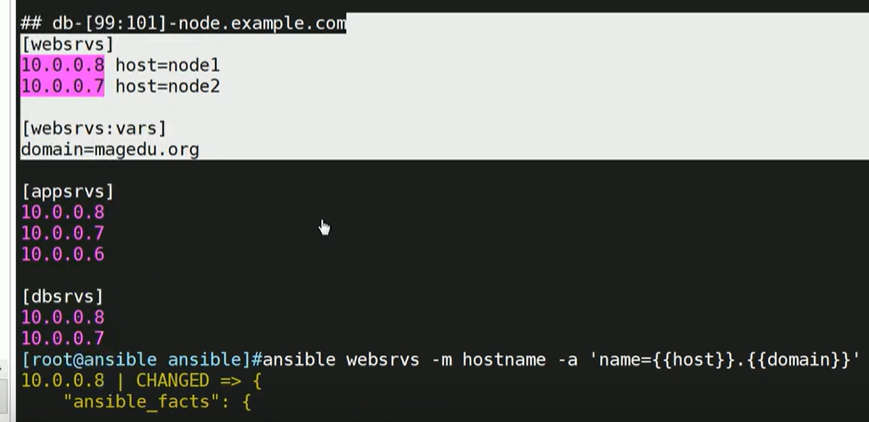 ## db-[99:101]-node.example.com
[websrvs]
10.0.0.8 host=node1
10.0.0.7 host=node2
[websrvs:vars]
domain=magedu.org
[appsrvs]
10.0.0.8
10.0.0.7
10.0.0.6
[dbsrvs]
10.0.0.8
10.0.0.7
[root@ansible ansible]#ansible websrvs -m hostname -a 'name={{host}}.{{domain}}'
10.0.0.8 | CHANGED => {
    "ansible_facts": {